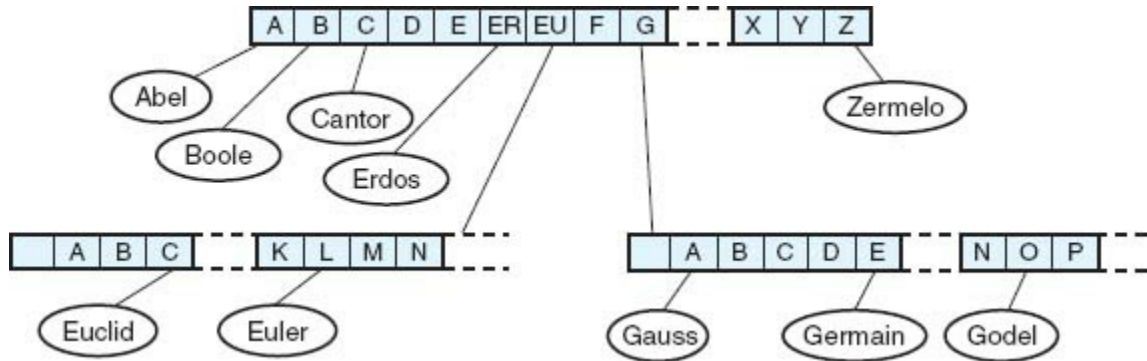 A B C D E ER EU F G X Y Z
Abel
Cantor
Zermelo
Boole
Erdos
A B C K L M N
A B C D E N O P
Euclid
Euler
Gauss
Germain
Godel